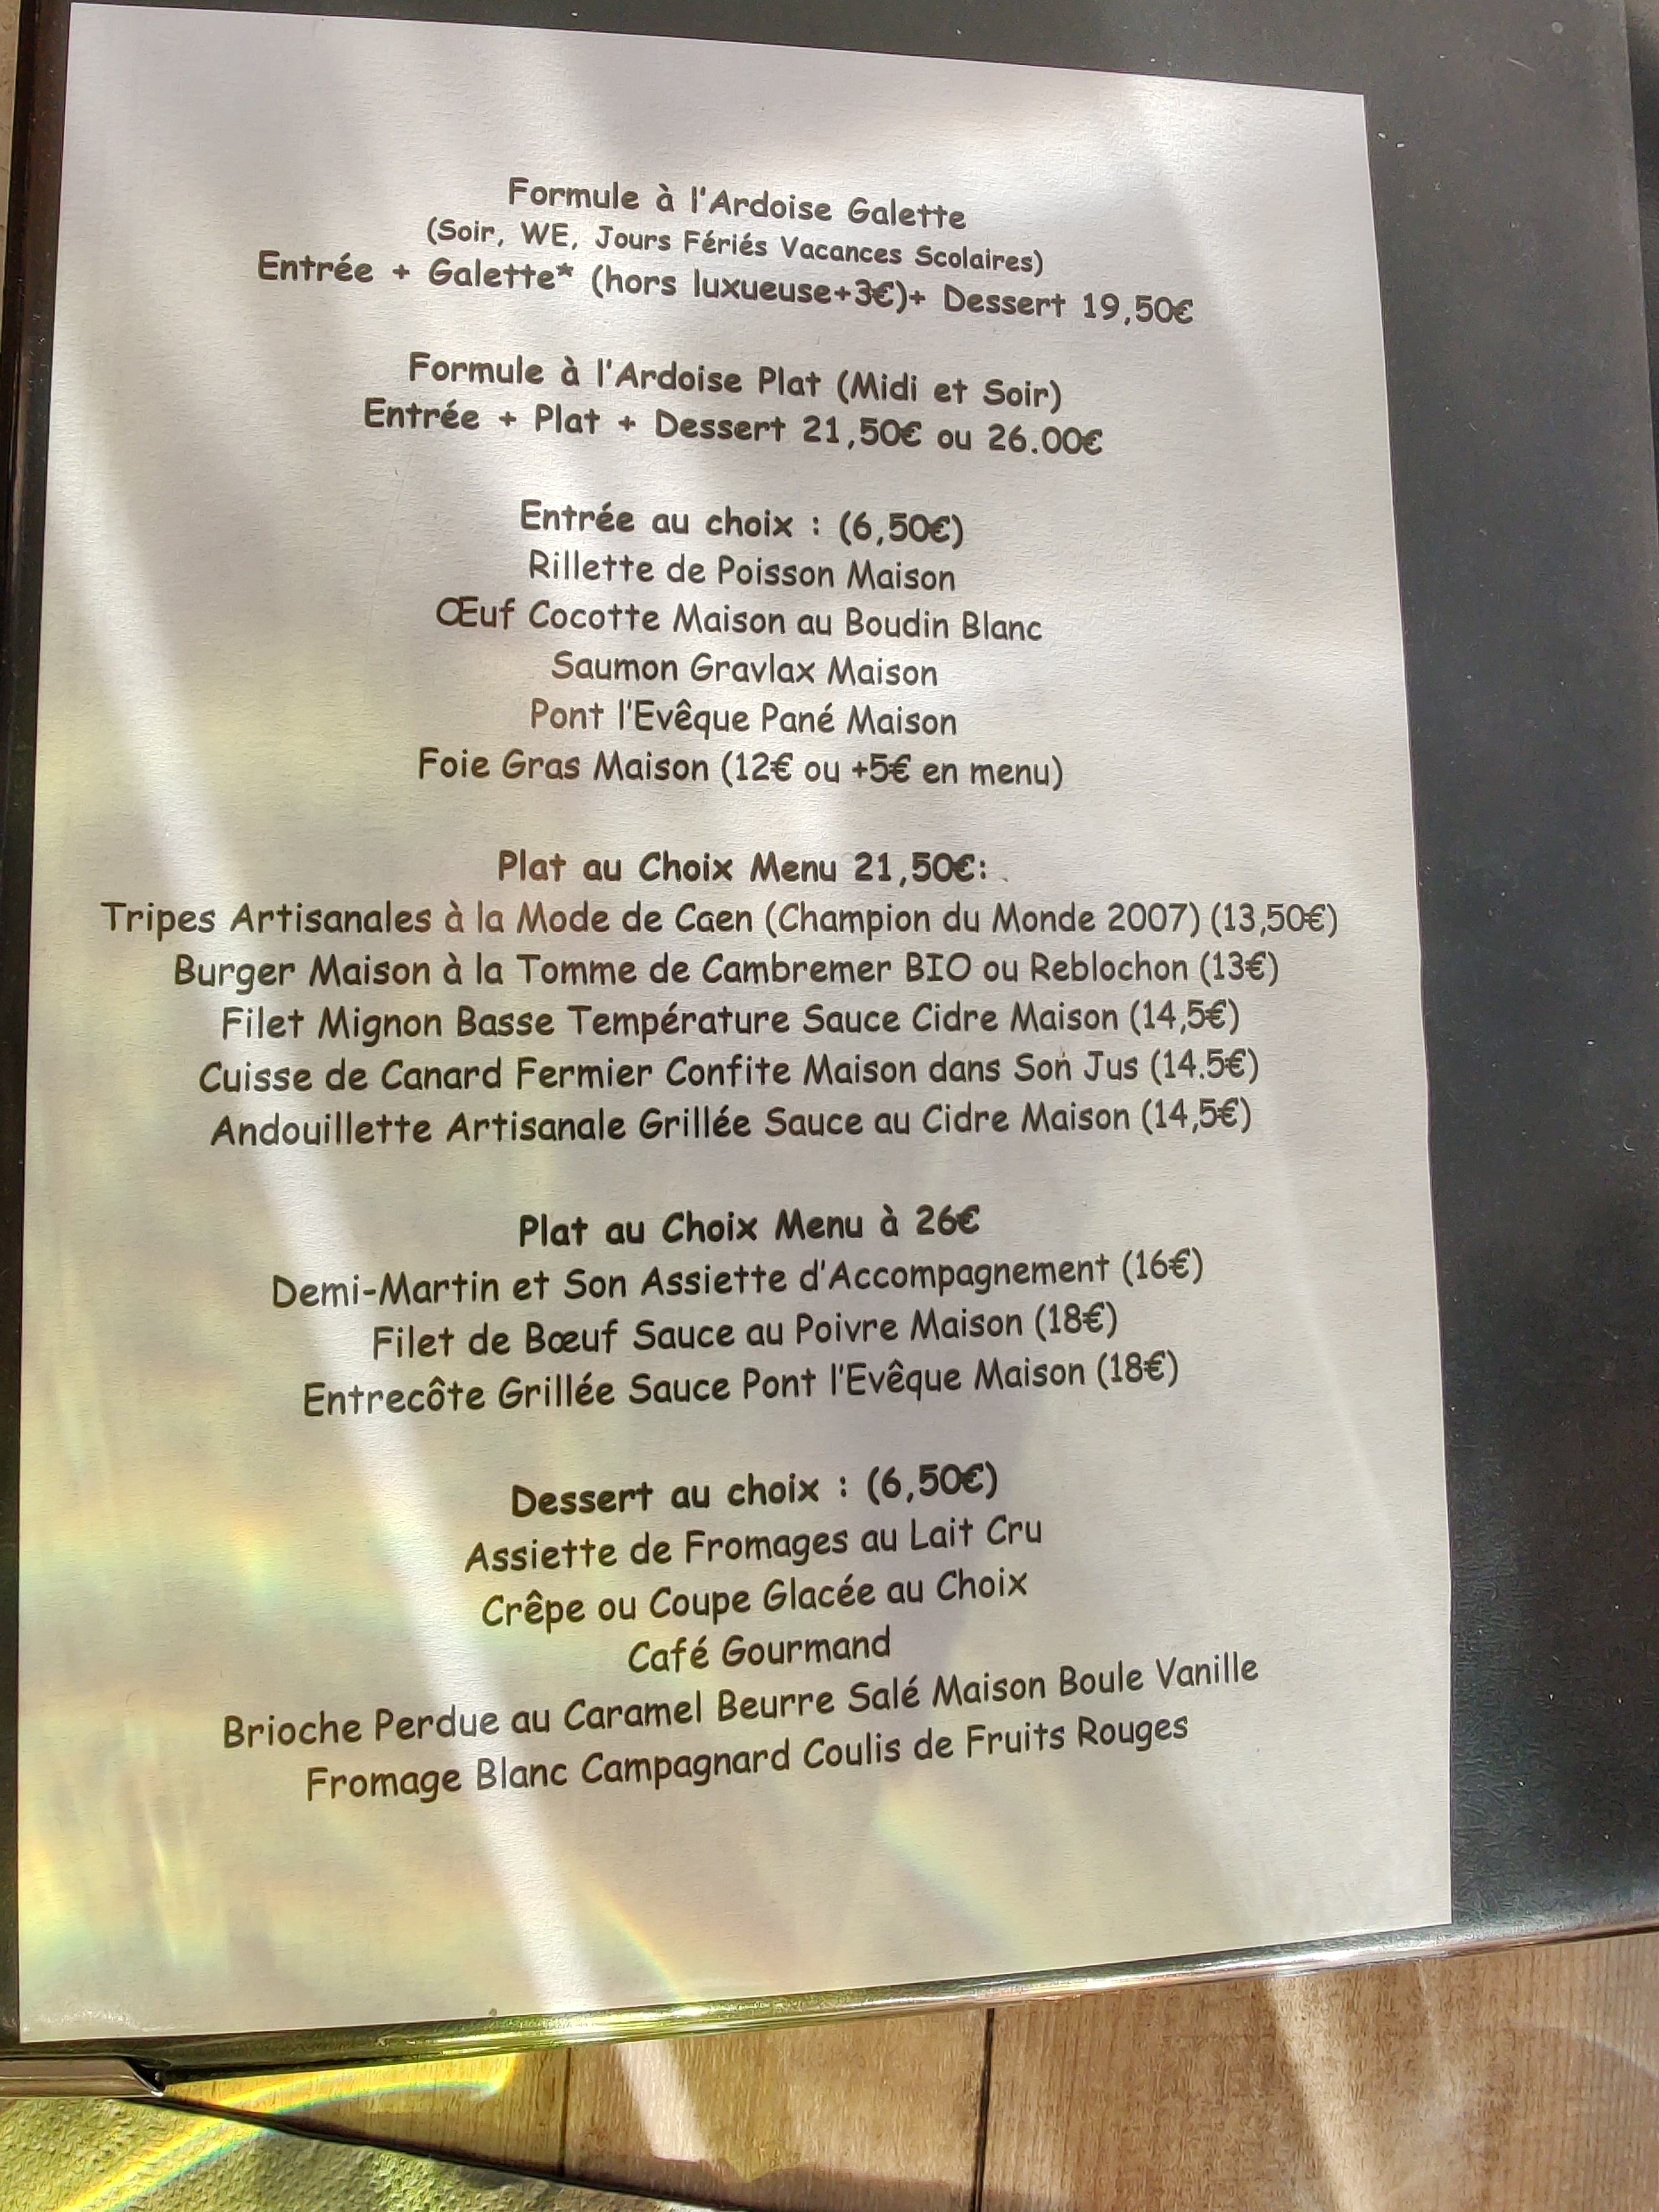 Formule à l'Ardoise Galette
(Soir, WE, Jours Fériés Vacances Scolaires)
Entrée + Galette* (hors luxueuse+3€)+ Dessert 19,50€
Formule à l'Ardoise Plat (Midi et Soir)
Entrée + Plat + Dessert 21,50€ ou 26.00€
Entrée au choix : (6,50€)
Rillette de Poisson Maison
Œuf Cocotte Maison au Boudin Blanc
Saumon Gravlax Maison
Pont l'Evêque Pané Maison
Foie Gras Maison (12€ ou +5€ en menu)
Plat au Choix Menu 21,50€:
Tripes Artisanales à la Mode de Caen (Champion du Monde 2007) (13,50€)
Burger Maison à la Tomme de Cambremer BIO ou Reblochon (13€)
Filet Mignon Basse Température Sauce Cidre Maison (14,5€)
Cuisse de Canard Fermier Confite Maison dans Son Jus (14.5€)
Andouillette Artisanale Grillée Sauce au Cidre Maison (14,5€)
Plat au Choix Menu à 26€
Demi-Martin et Son Assiette d'Accompagnement (16€)
Filet de Bœuf Sauce au Poivre Maison (18€)
Entrecôte Grillée Sauce Pont l'Evêque Maison (18€)
Dessert au choix : (6,50€)
Assiette de Fromages au Lait Cru
Crêpe ou Coupe Glacée au Choix
Café Gourmand
Brioche Perdue au Caramel Beurre Salé Maison Boule Vanille
Fromage Blanc Campagnard Coulis de Fruits Rouges